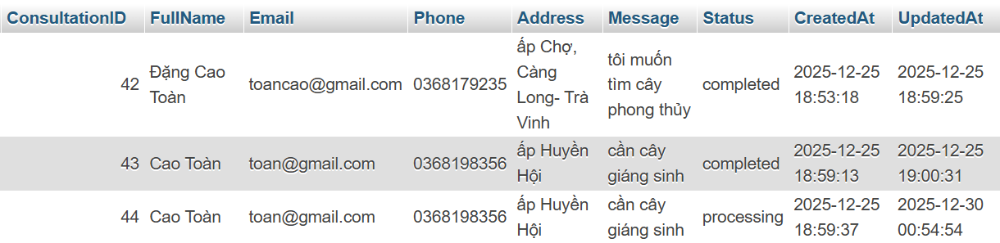 ConsultationID FullName Email Phone Address Message Status CreatedAt UpdatedAt
42 Đặng Cao Toàn toancao@gmail.com 0368179235 ấp Chợ, Càng Long- Trà Vinh tôi muốn tìm cây phong thủy completed 2025-12-25 18:53:18 2025-12-25 18:59:25
43 Cao Toàn toan@gmail.com 0368198356 ấp Huyền Hội cần cây giáng sinh completed 2025-12-25 18:59:13 2025-12-25 19:00:31
44 Cao Toàn toan@gmail.com 0368198356 ấp Huyền Hội cần cây giáng sinh processing 2025-12-25 18:59:37 2025-12-30 00:54:54